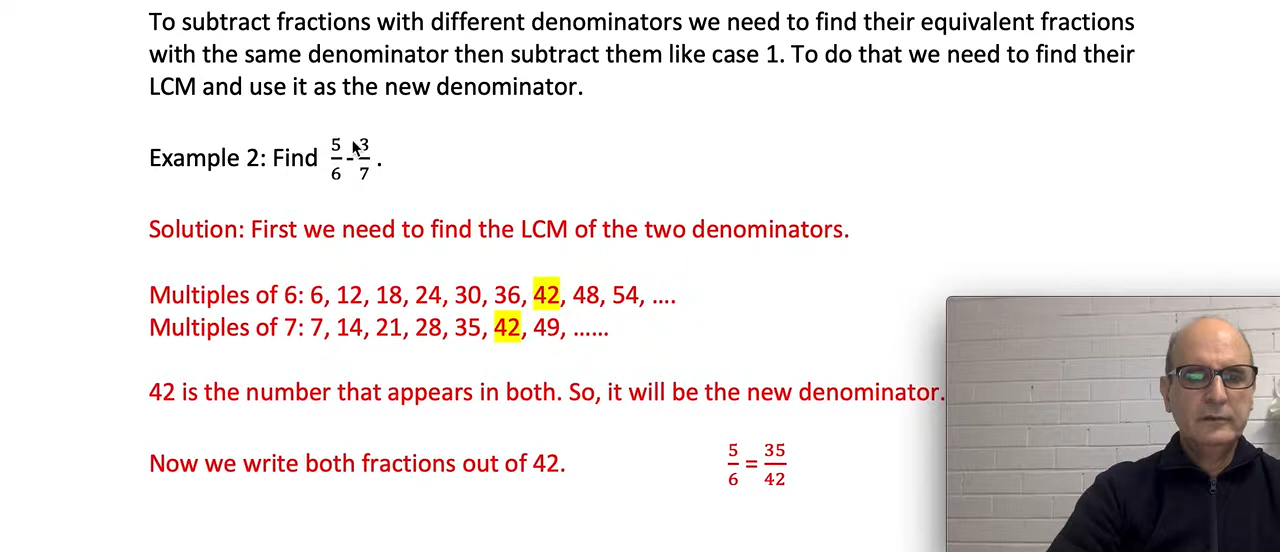 To subtract fractions with different denominators we need to find their equivalent fractions
with the same denominator then subtract them like case 1. To do that we need to find their
LCM and use it as the new denominator.
Example 2: Find 5/6 - 3/7 .
Solution: First we need to find the LCM of the two denominators.
Multiples of 6: 6, 12, 18, 24, 30, 36, 42, 48, 54, ....
Multiples of 7: 7, 14, 21, 28, 35, 42, 49, ......
42 is the number that appears in both. So, it will be the new denominator.
Now we write both fractions out of 42. 5/6 = 35/42